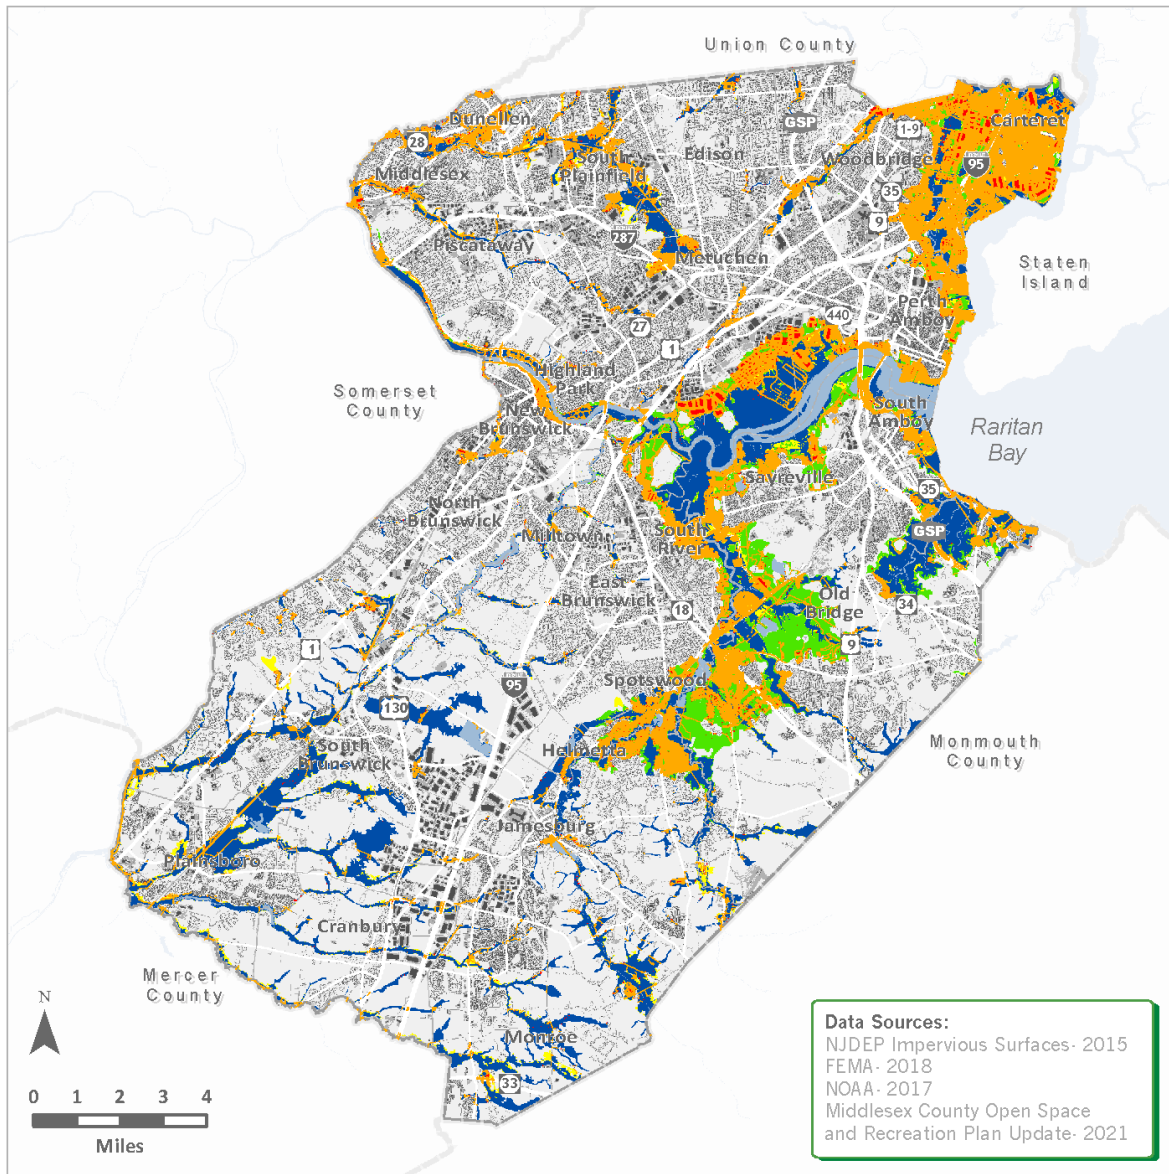 Union County
Dunellen
GSP
1-9
Carteret
28
South
Plainfield
Edison
Woodbridge
95
Middlesex
35
9
Piscataway
287
Metuchen
Staten
Island
Perth
Amboy
27
440
1
Highland
Park
Somerset
County
New
Brunswick
South
Amboy
Raritan
Bay
Sayreville
35
North
Brunswick
Milltown
South
River
GSP
East
Brunswick
18
Old
Bridge
34
1
9
Spotswood
95
130
South
Brunswick
Helmetta
Monmouth
County
Jamesburg
Plainsboro
Cranbury
Mercer
County
Monroe
33
N
0 1 2 3 4
Miles
Data Sources:
NJDEP Impervious Surfaces- 2015
FEMA- 2018
NOAA- 2017
Middlesex County Open Space
and Recreation Plan Update- 2021